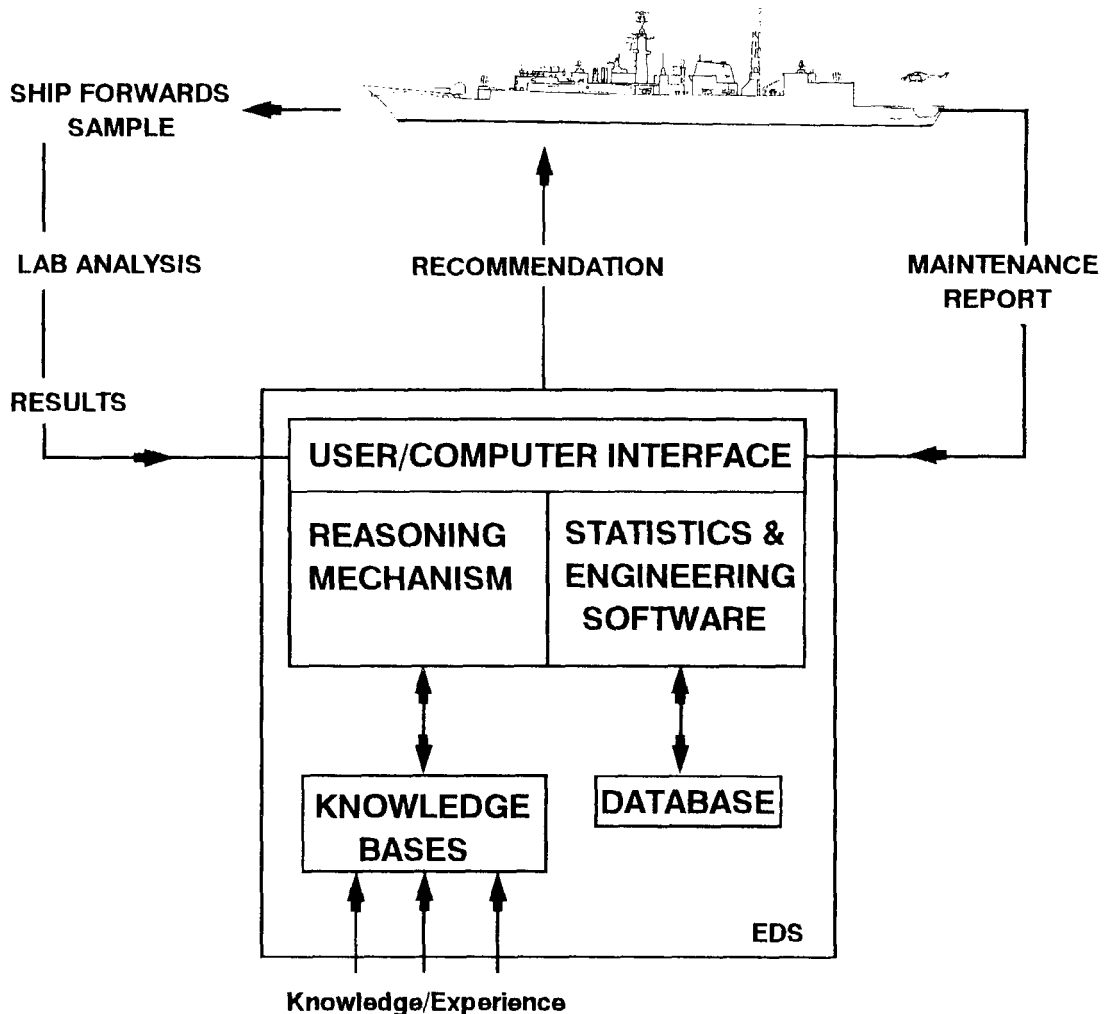 SHIP FORWARDS
SAMPLE
LAB ANALYSIS
RECOMMENDATION
MAINTENANCE
REPORT
RESULTS
USER/COMPUTER INTERFACE
REASONING
MECHANISM
STATISTICS &
ENGINEERING
SOFTWARE
KNOWLEDGE
BASES
DATABASE
EDS
Knowledge/Experience